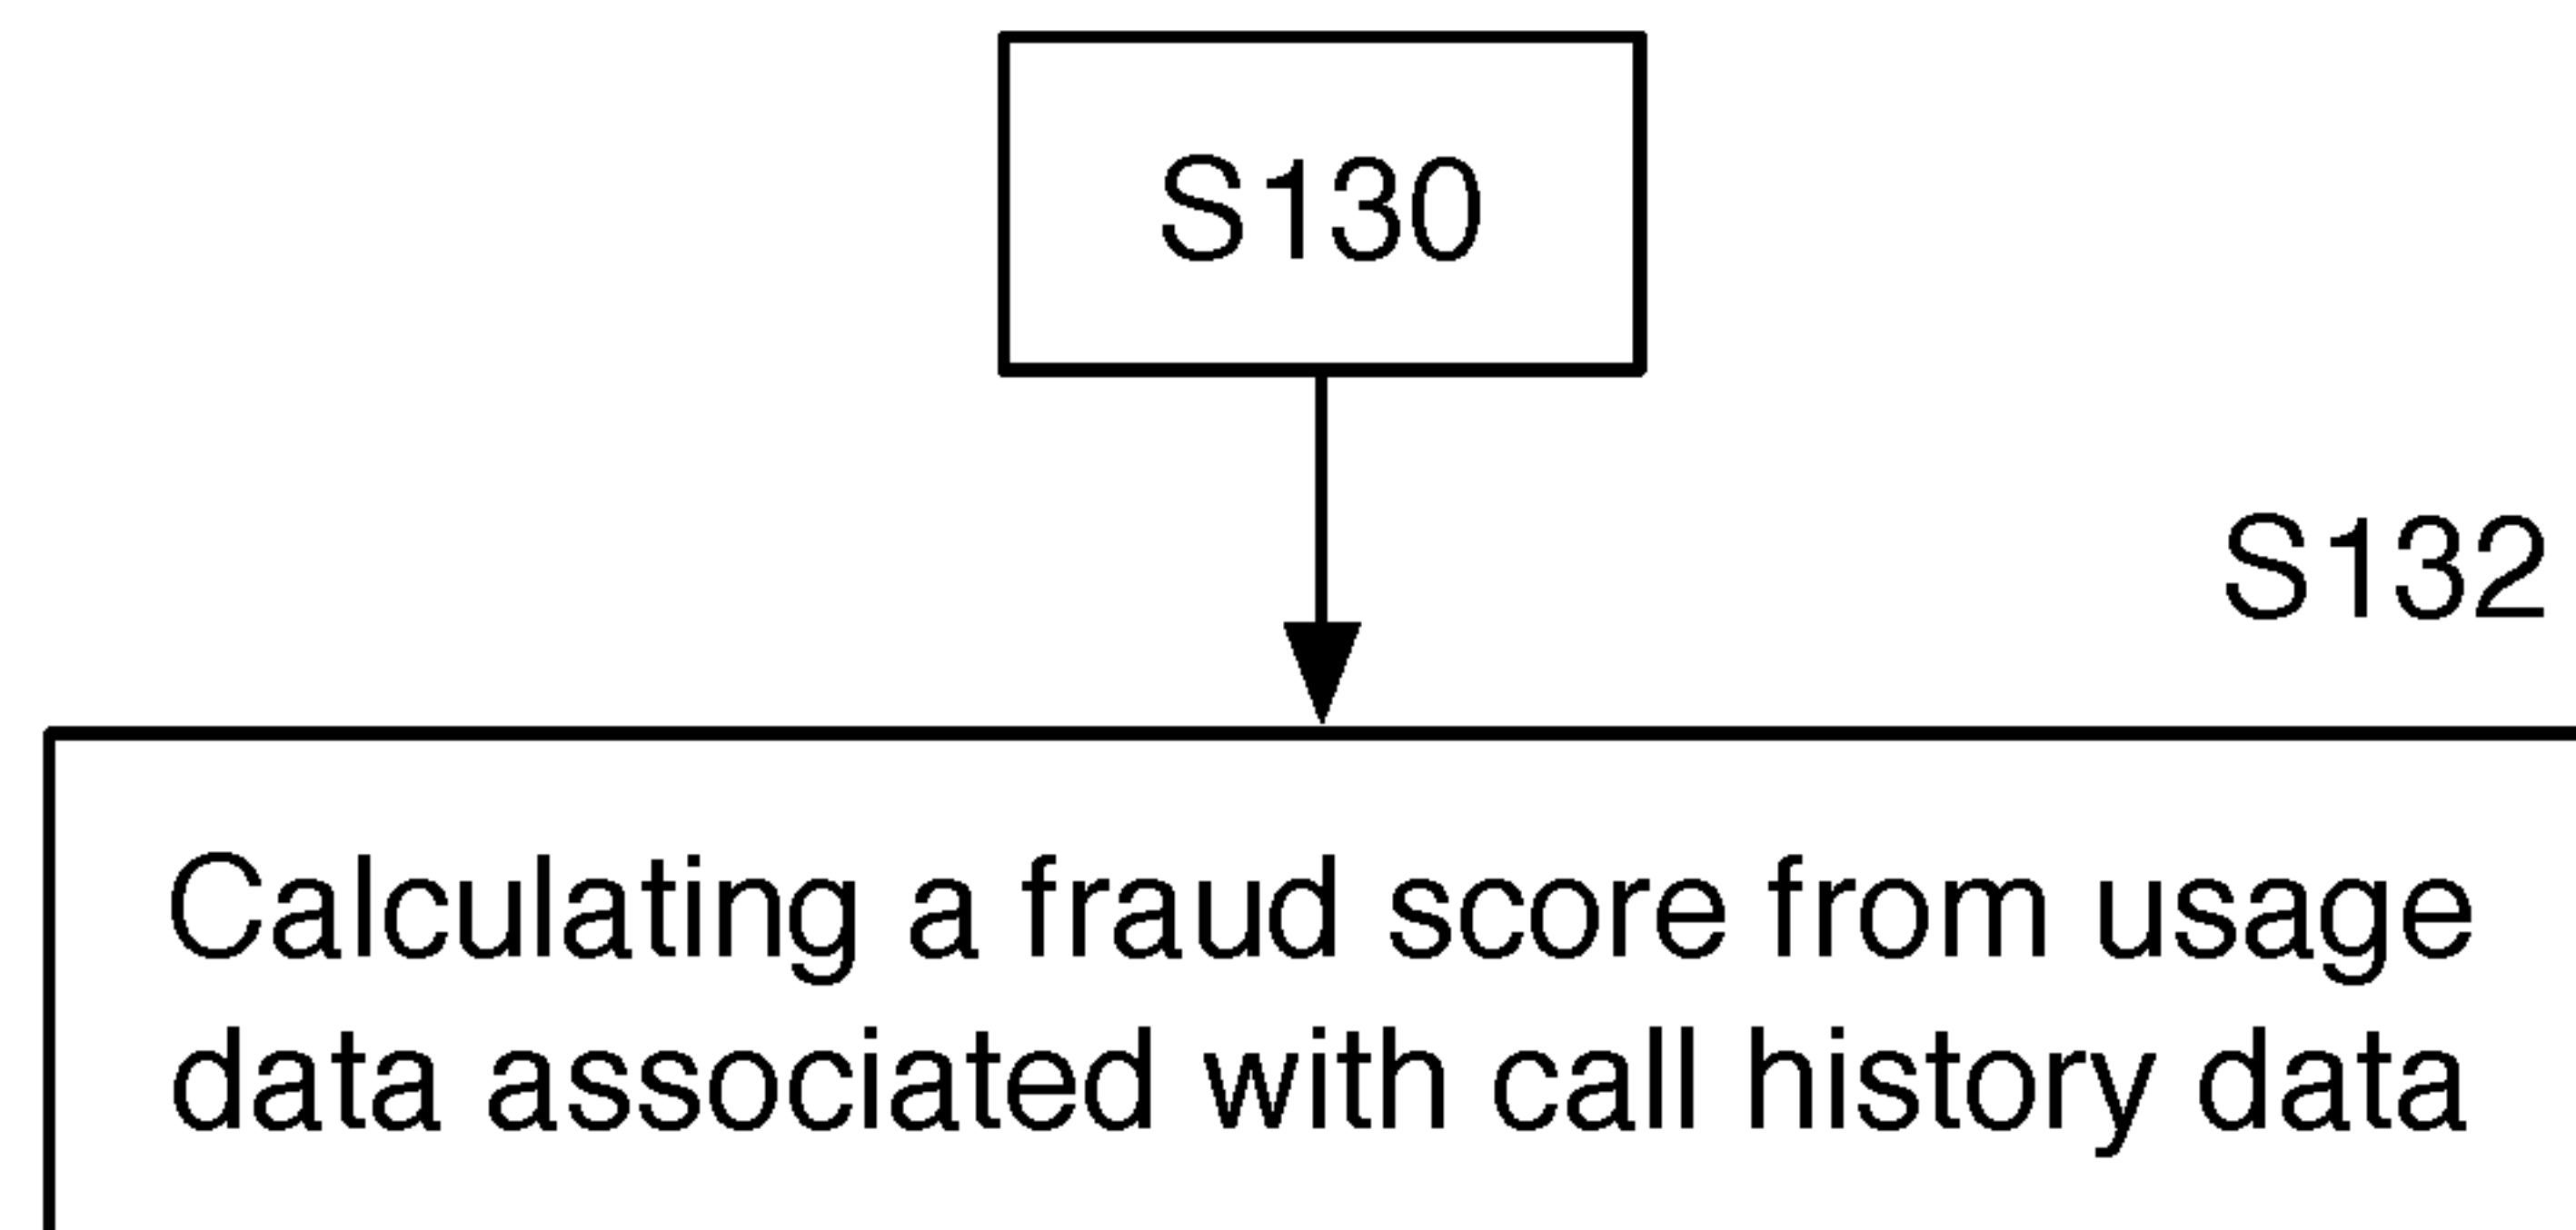 S130
S132
Calculating a fraud score from usage
data associated with call history data